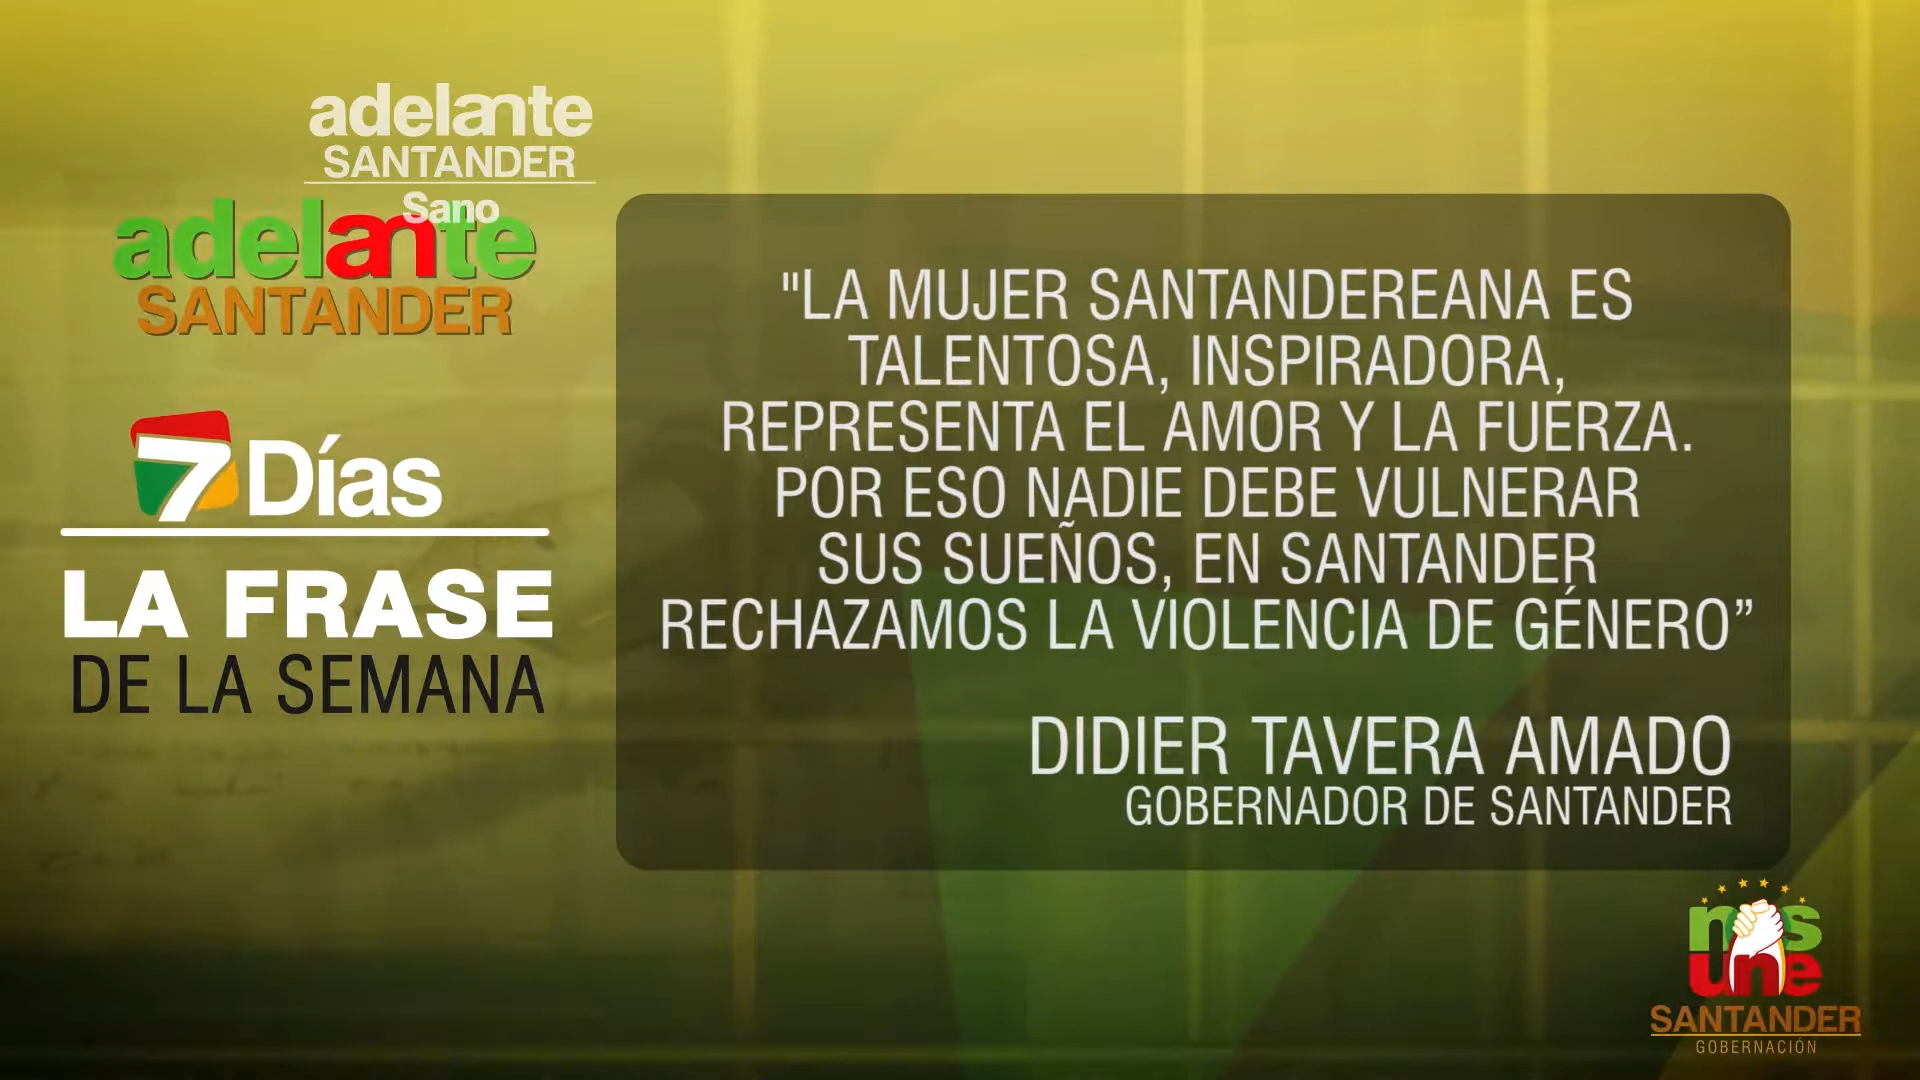 adelante
SANTANDER
Sano
adelante
SANTANDER
7 Días
LA FRASE
DE LA SEMANA
"LA MUJER SANTANDEREANA ES
TALENTOSA, INSPIRADORA,
REPRESENTA EL AMOR Y LA FUERZA.
POR ESO NADIE DEBE VULNERAR
SUS SUEÑOS, EN SANTANDER
RECHAZAMOS LA VIOLENCIA DE GÉNERO”
DIDIER TAVERA AMADO
GOBERNADOR DE SANTANDER
nos
une
SANTANDER
GOBERNACIÓN